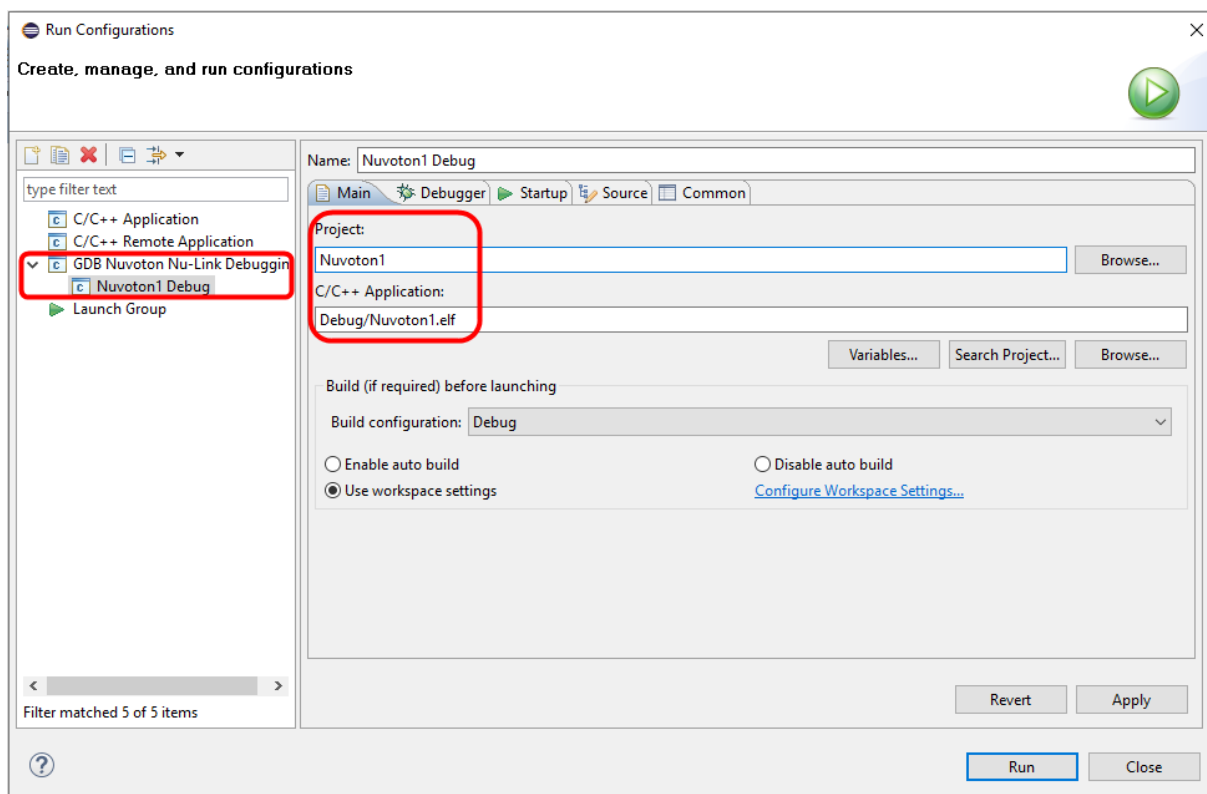 Run Configurations
Create, manage, and run configurations
type filter text
C/C++ Application
C/C++ Remote Application
GDB Nuvoton Nu-Link Debuggin
Nuvoton1 Debug
Launch Group
Filter matched 5 of 5 items
Name: Nuvoton1 Debug
Main Debugger Startup Source Common
Project:
Nuvoton1 Browse...
C/C++ Application:
Debug/Nuvoton1.elf
Variables... Search Project... Browse...
Build (if required) before launching
Build configuration: Debug
Enable auto build Disable auto build
Use workspace settings Configure Workspace Settings...
Revert Apply
Run Close